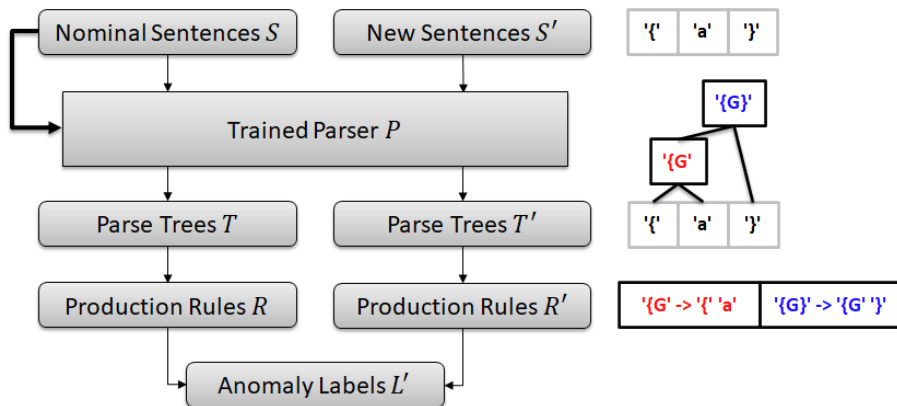 Nominal Sentences S
New Sentences S′
'{' 'a' '}'
'{G}'
Trained Parser P
'{G'
Parse Trees T
Parse Trees T′
'{' 'a' '}'
Production Rules R
Production Rules R′
'{G' -> '{' 'a'
'{G}' -> '{G' '}'
Anomaly Labels L′